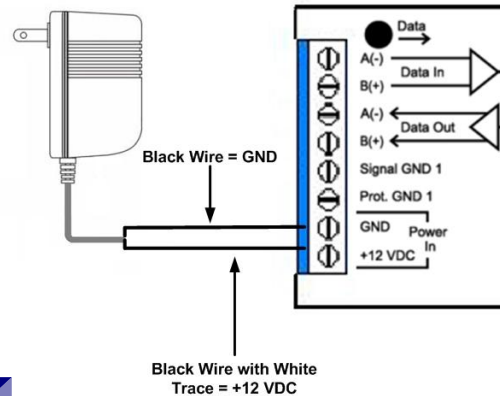 Data
A(-)
Data In
B(+)
A(-)
Data Out
B(+)
Signal GND 1
Prot. GND 1
GND
Power
In
+12 VDC
Black Wire = GND
Black Wire with White
Trace = +12 VDC